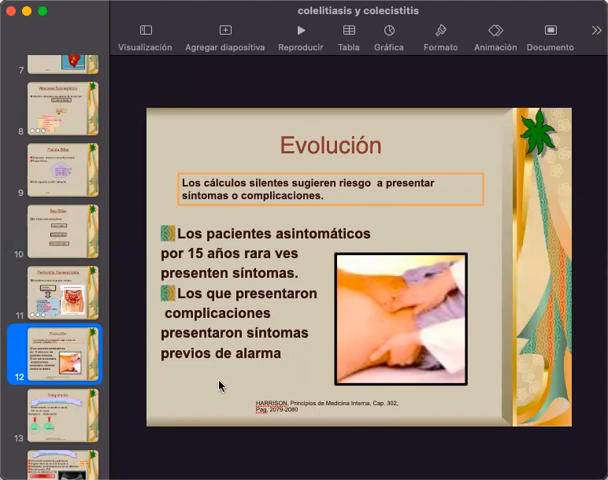 colelitiasis y colecistitis
Visualización
Agregar diapositiva
Reproducir
Tabla
Gráfica
Formato
Animación
Documento
7
8
9
10
11
12
13
Evolución
Los cálculos silentes sugieren riesgo a presentar
síntomas o complicaciones.
Los pacientes asintomáticos
por 15 años rara ves
presenten síntomas.
Los que presentaron
complicaciones
presentaron síntomas
previos de alarma
HARRISON, Principios de Medicina Interna, Cap. 302,
Pag. 2079-2080